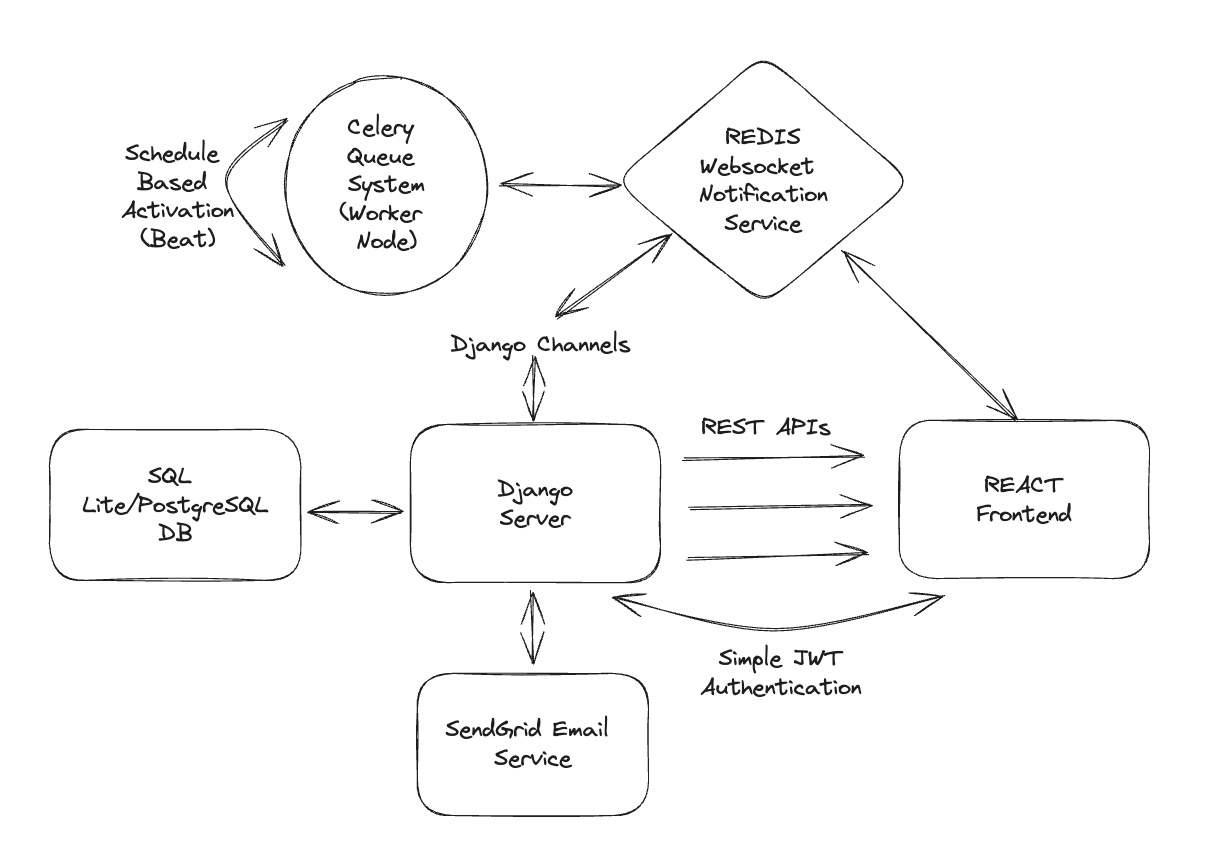 Schedule
Based
Activation
(Beat)
Celery
Queue
System
(Worker
Node)
REDIS
Websocket
Notification
Service
Django Channels
SQL
Lite/PostgreSQL
DB
Django
Server
REST APIs
REACT
Frontend
Simple JWT
Authentication
SendGrid Email
Service